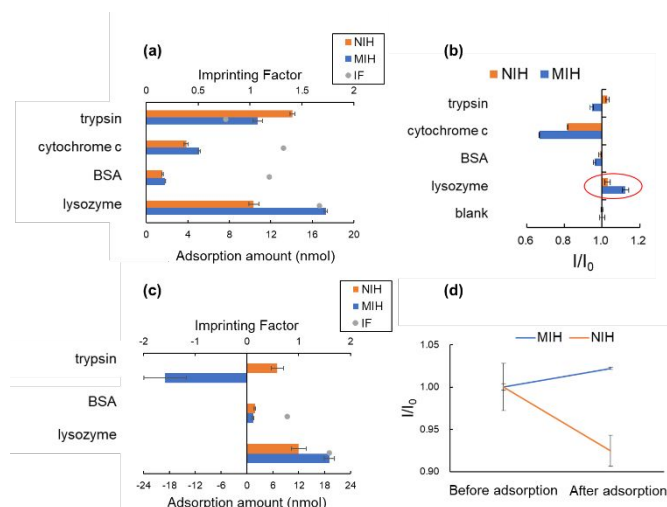 (a)
NIH
MIH
IF
Imprinting Factor
0 0.5 1 1.5 2
trypsin
cytochrome c
BSA
lysozyme
0 4 8 12 16 20
Adsorption amount (nmol)
(b)
NIH MIH
trypsin
cytochrome c
BSA
lysozyme
blank
0.6 0.8 1.0 1.2
I/I0
(c)
NIH
MIH
IF
Imprinting Factor
-2 -1 0 1 2
trypsin
BSA
lysozyme
-24 -18 -12 -6 0 6 12 18 24
Adsorption amount (nmol)
(d)
MIH NIH
1.05
1.00
0.95
0.90
I/I0
Before adsorption After adsorption